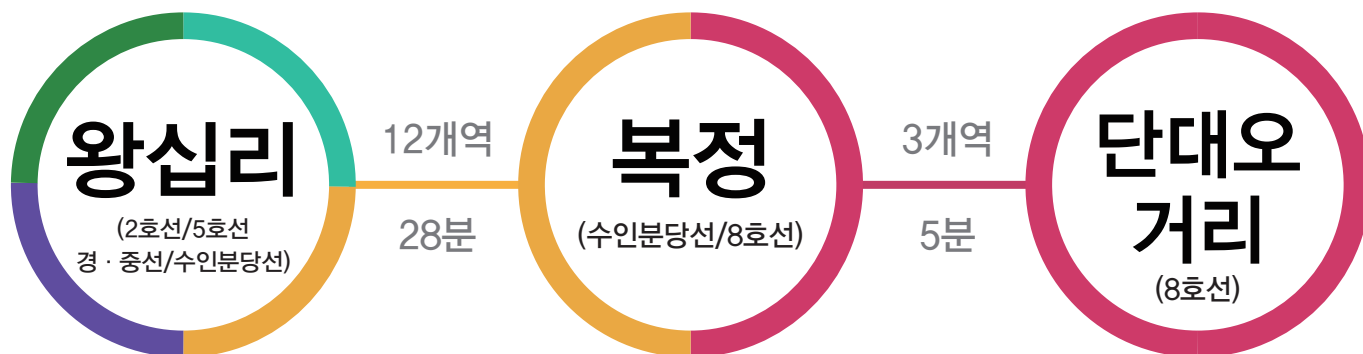 왕십리
(2호선/5호선
경 · 중선/수인분당선)
12개역
28분
복정
(수인분당선/8호선)
3개역
5분
단대오
거리
(8호선)